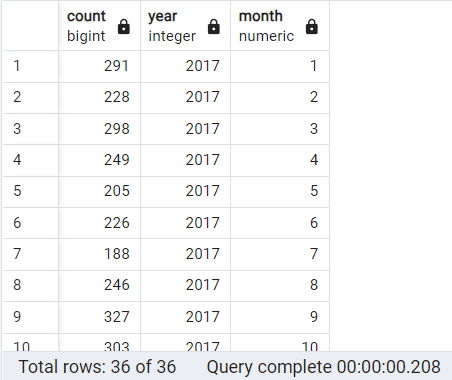 count year month
bigint integer numeric
1 291 2017 1
2 228 2017 2
3 298 2017 3
4 249 2017 4
5 205 2017 5
6 226 2017 6
7 188 2017 7
8 246 2017 8
9 327 2017 9
10 303 2017 10
Total rows: 36 of 36 Query complete 00:00:00.208